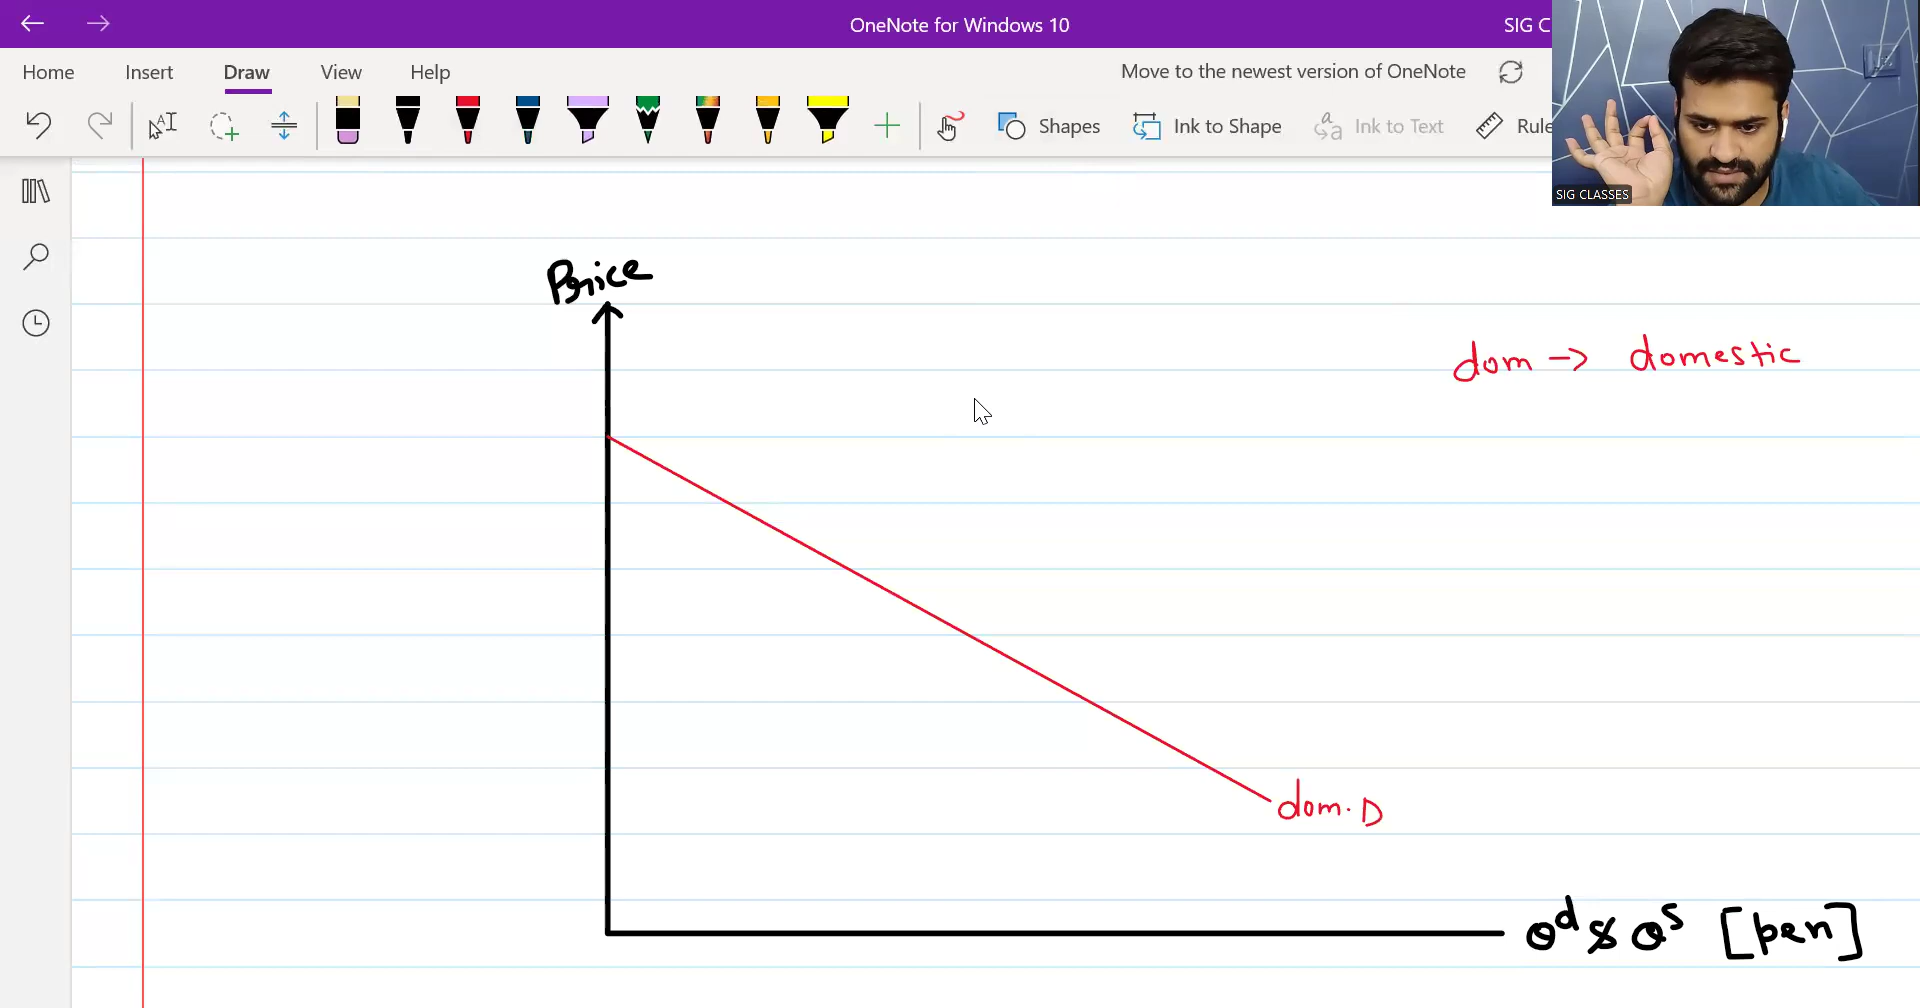 OneNote for Windows 10
SIG C
Home Insert Draw View Help
Move to the newest version of OneNote
Shapes Ink to Shape Ink to Text Rule
SIG CLASSES
Price
dom → domestic
dom. D
Qd & Qs [pen]